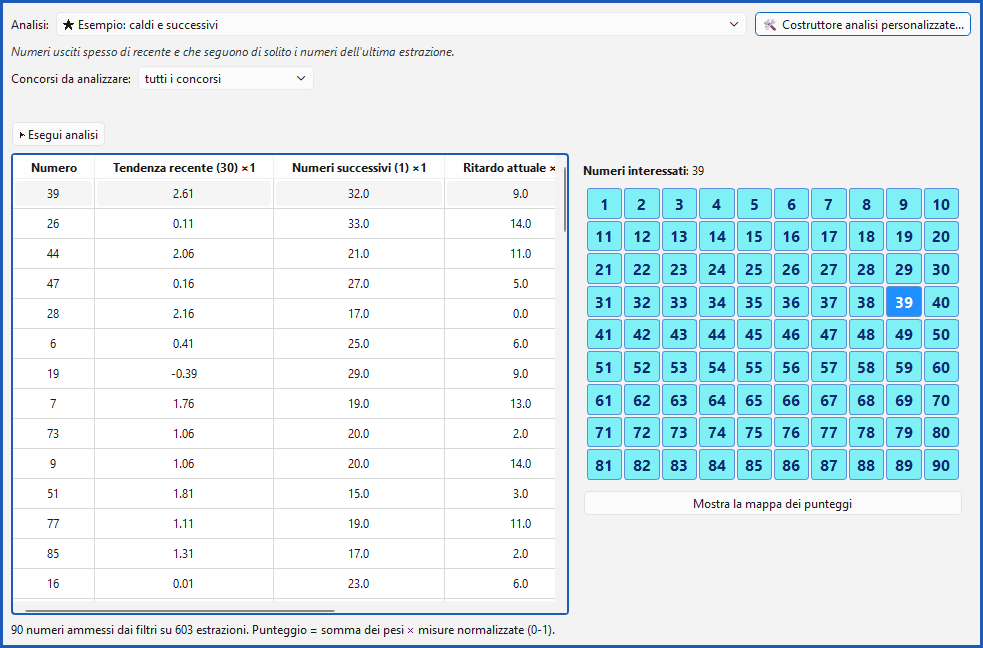 Analisi: ★ Esempio: caldi e successivi Costruttore analisi personalizzate...
Numeri usciti spesso di recente e che seguono di solito i numeri dell'ultima estrazione.
Concorsi da analizzare: tutti i concorsi
Esegui analisi
Numero Tendenza recente (30) ×1 Numeri successivi (1) ×1 Ritardo attuale ×
39 2.61 32.0 9.0
26 0.11 33.0 14.0
44 2.06 21.0 11.0
47 0.16 27.0 5.0
28 2.16 17.0 0.0
6 0.41 25.0 6.0
19 -0.39 29.0 9.0
7 1.76 19.0 13.0
73 1.06 20.0 2.0
9 1.06 20.0 14.0
51 1.81 15.0 3.0
77 1.11 19.0 11.0
85 1.31 17.0 2.0
16 0.01 23.0 6.0
Numeri interessati: 39
1 2 3 4 5 6 7 8 9 10
11 12 13 14 15 16 17 18 19 20
21 22 23 24 25 26 27 28 29 30
31 32 33 34 35 36 37 38 39 40
41 42 43 44 45 46 47 48 49 50
51 52 53 54 55 56 57 58 59 60
61 62 63 64 65 66 67 68 69 70
71 72 73 74 75 76 77 78 79 80
81 82 83 84 85 86 87 88 89 90
Mostra la mappa dei punteggi
90 numeri ammessi dai filtri su 603 estrazioni. Punteggio = somma dei pesi × misure normalizzate (0-1).